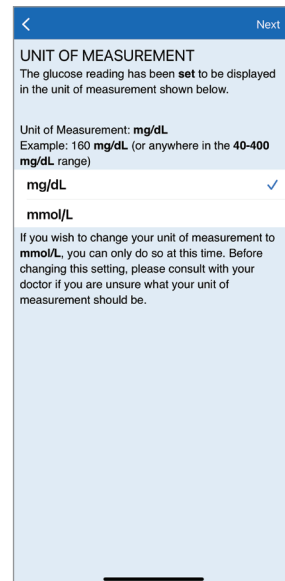 Next
UNIT OF MEASUREMENT
The glucose reading has been set to be displayed
in the unit of measurement shown below.
Unit of Measurement: mg/dL
Example: 160 mg/dL (or anywhere in the 40-400
mg/dL range)
mg/dL
mmol/L
If you wish to change your unit of measurement to
mmol/L, you can only do so at this time. Before
changing this setting, please consult with your
doctor if you are unsure what your unit of
measurement should be.